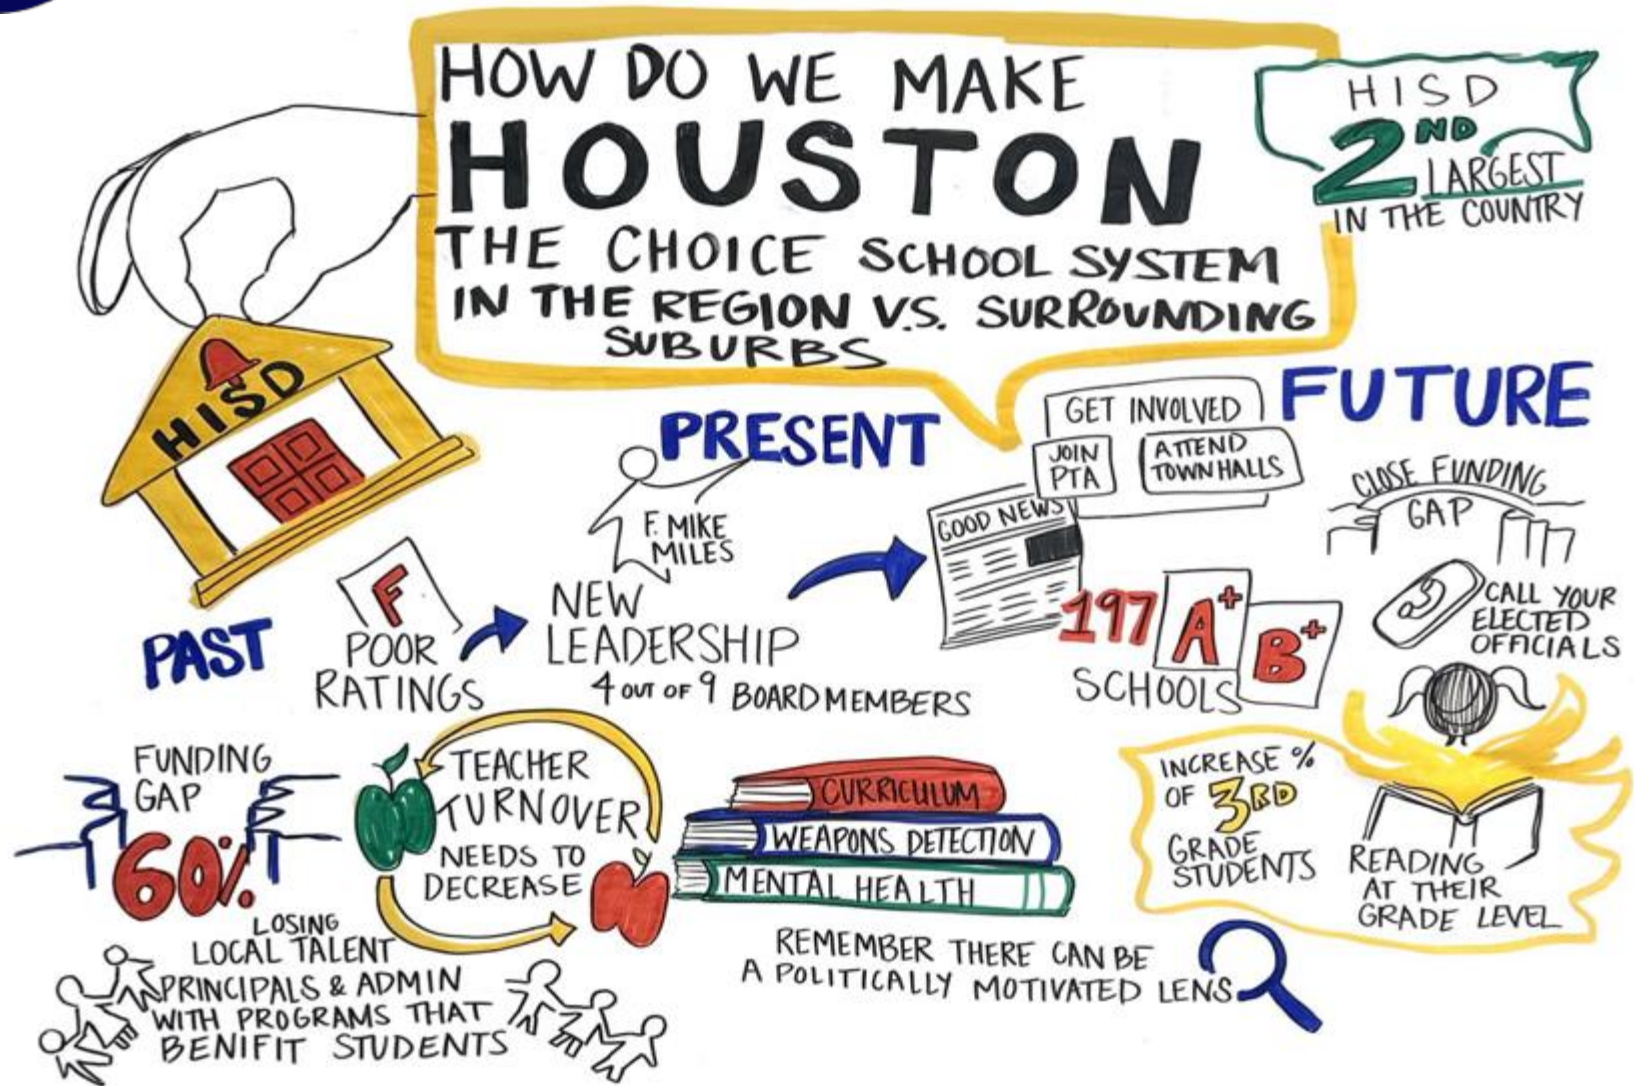 HOW DO WE MAKE
HOUSTON
THE CHOICE SCHOOL SYSTEM
IN THE REGION V.S. SURROUNDING
SUBURBS
HISD
2ND
LARGEST
IN THE COUNTRY
HISD
PAST
F
POOR
RATINGS
PRESENT
F. MIKE
MILES
NEW
LEADERSHIP
4 OUT OF 9 BOARD MEMBERS
FUTURE
GET INVOLVED
JOIN
PTA
ATTEND
TOWNHALLS
GOOD NEWS
197 A+ B+
SCHOOLS
CLOSE FUNDING
GAP
CALL YOUR
ELECTED
OFFICIALS
FUNDING
GAP
60%
LOSING
LOCAL TALENT
PRINCIPALS & ADMIN
WITH PROGRAMS THAT
BENIFIT STUDENTS
TEACHER
TURNOVER
NEEDS TO
DECREASE
CURRICULUM
WEAPONS DETECTION
MENTAL HEALTH
REMEMBER THERE CAN BE
A POLITICALLY MOTIVATED LENS
INCREASE %
OF 3RD
GRADE
STUDENTS
READING
AT THEIR
GRADE LEVEL